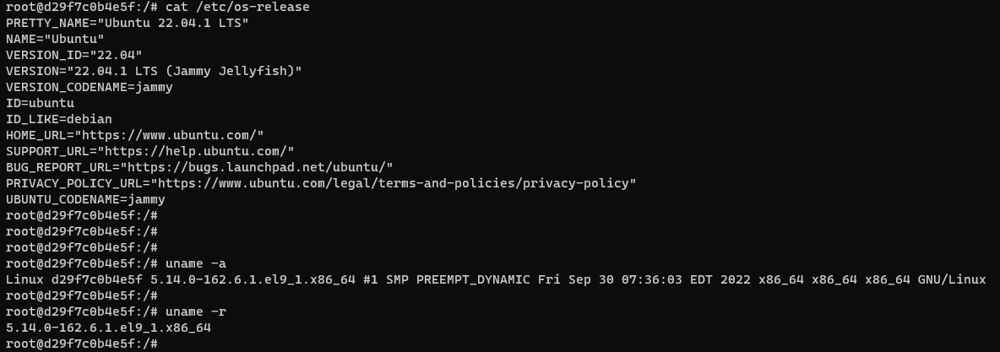 root@d29f7c0b4e5f:/# cat /etc/os-release
PRETTY_NAME="Ubuntu 22.04.1 LTS"
NAME="Ubuntu"
VERSION_ID="22.04"
VERSION="22.04.1 LTS (Jammy Jellyfish)"
VERSION_CODENAME=jammy
ID=ubuntu
ID_LIKE=debian
HOME_URL="https://www.ubuntu.com/"
SUPPORT_URL="https://help.ubuntu.com/"
BUG_REPORT_URL="https://bugs.launchpad.net/ubuntu/"
PRIVACY_POLICY_URL="https://www.ubuntu.com/legal/terms-and-policies/privacy-policy"
UBUNTU_CODENAME=jammy
root@d29f7c0b4e5f:/#
root@d29f7c0b4e5f:/#
root@d29f7c0b4e5f:/#
root@d29f7c0b4e5f:/# uname -a
Linux d29f7c0b4e5f 5.14.0-162.6.1.el9_1.x86_64 #1 SMP PREEMPT_DYNAMIC Fri Sep 30 07:36:03 EDT 2022 x86_64 x86_64 x86_64 GNU/Linux
root@d29f7c0b4e5f:/#
root@d29f7c0b4e5f:/# uname -r
5.14.0-162.6.1.el9_1.x86_64
root@d29f7c0b4e5f:/#